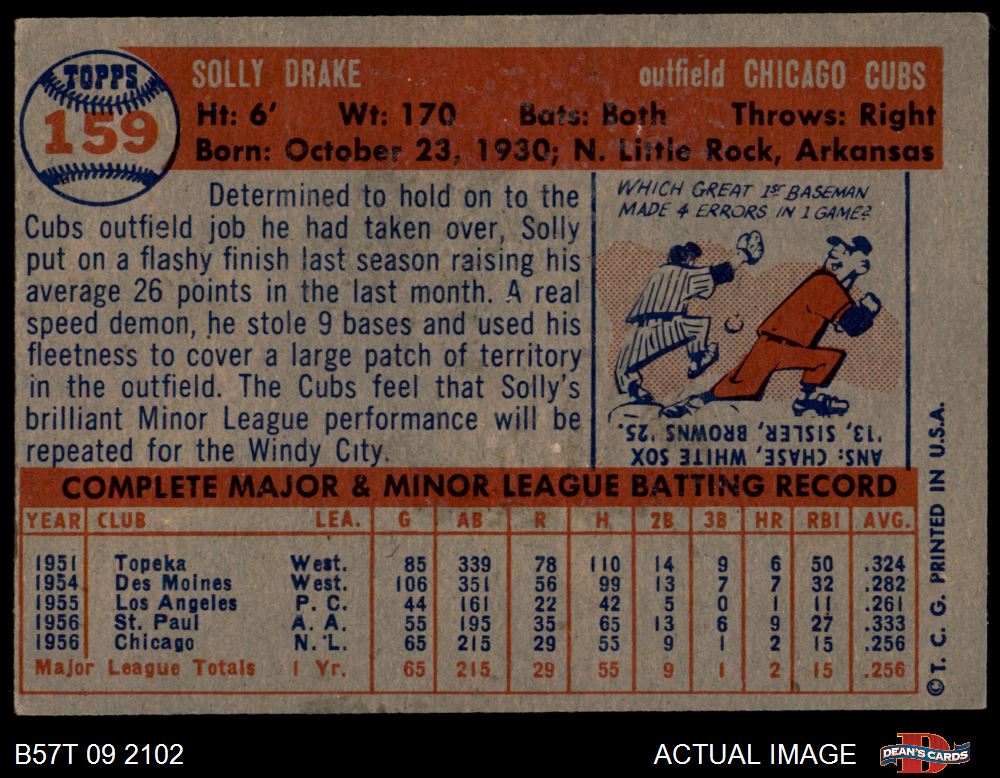 TOPPS
159
SOLLY DRAKE outfield CHICAGO CUBS
Ht: 6' Wt: 170 Bats: Both Throws: Right
Born: October 23, 1930; N. Little Rock, Arkansas
Determined to hold on to the
Cubs outfield job he had taken over, Solly
put on a flashy finish last season raising his
average 26 points in the last month. A real
speed demon, he stole 9 bases and used his
fleetness to cover a large patch of territory
in the outfield. The Cubs feel that Solly's
brilliant Minor League performance will be
repeated for the Windy City.
WHICH GREAT 1ST BASEMAN
MADE 4 ERRORS IN 1 GAME?
ANS: CHASE, WHITE SOX
'13, SISLER, BROWNS '25.
COMPLETE MAJOR & MINOR LEAGUE BATTING RECORD
YEAR CLUB LEA. G AB R H 2B 3B HR RBI AVG.
1951 Topeka West. 85 339 78 110 14 9 6 50 .324
1954 Des Moines West. 106 351 56 99 13 7 7 32 .282
1955 Los Angeles P. C. 44 161 22 42 5 0 1 11 .261
1956 St. Paul A. A. 55 195 35 65 13 6 9 27 .333
1956 Chicago N. L. 65 215 29 55 9 1 2 15 .256
Major League Totals 1 Yr. 65 215 29 55 9 1 2 15 .256
© T. C. G. PRINTED IN U.S.A.
B57T 09 2102 ACTUAL IMAGE
DEAN'S CARDS